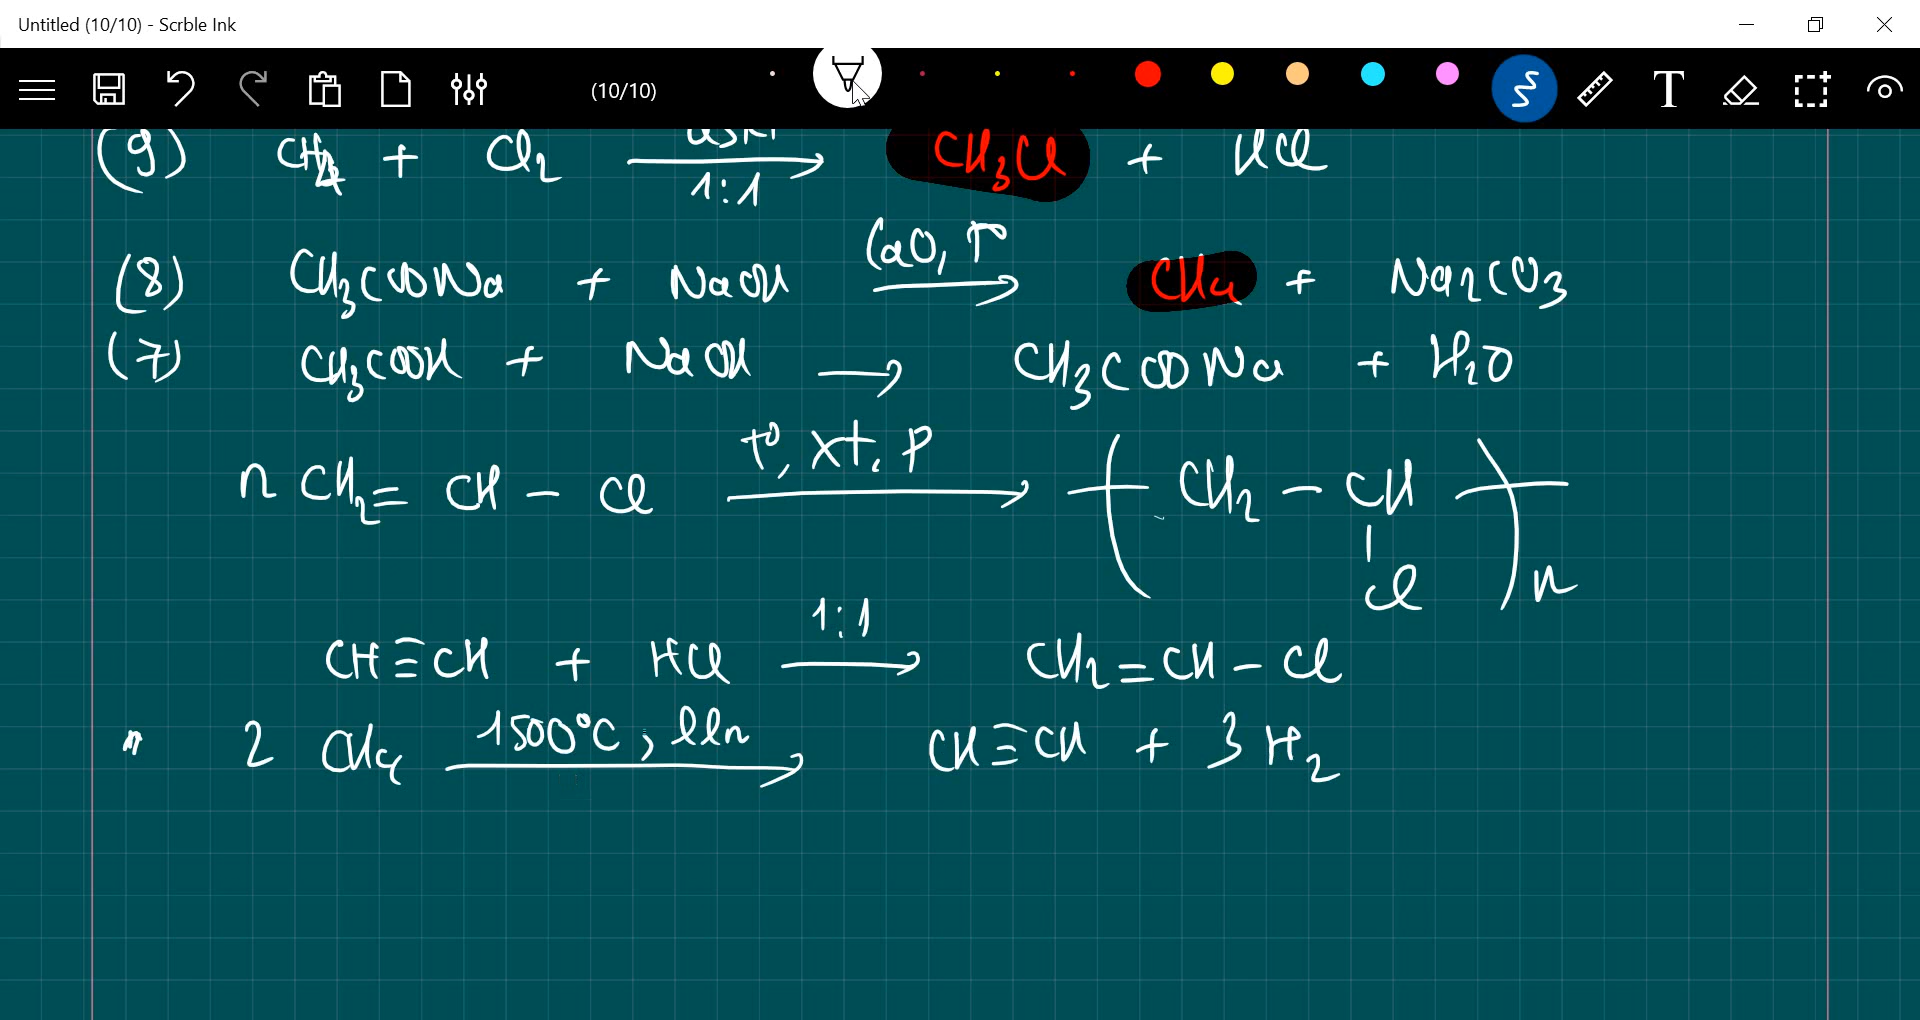 Untitled (10/10) - Scrble Ink
(10/10) T
askt
(9) CH4 + Cl2 ⟶ CH3Cl + HCl
1:1
CaO, t°
(8) CH3COONa + NaOH ⟶ CH4 + Na2CO3
(7) CH3COOH + NaOH ⟶ CH3COONa + H2O
t°, xt, p
n CH2 = CH – Cl ⟶ ( CH2 – CH )n
Cl
1:1
CH≡CH + HCl ⟶ CH2=CH–Cl
1500°C, lln
" 2 CH4 ⟶ CH≡CH + 3 H2